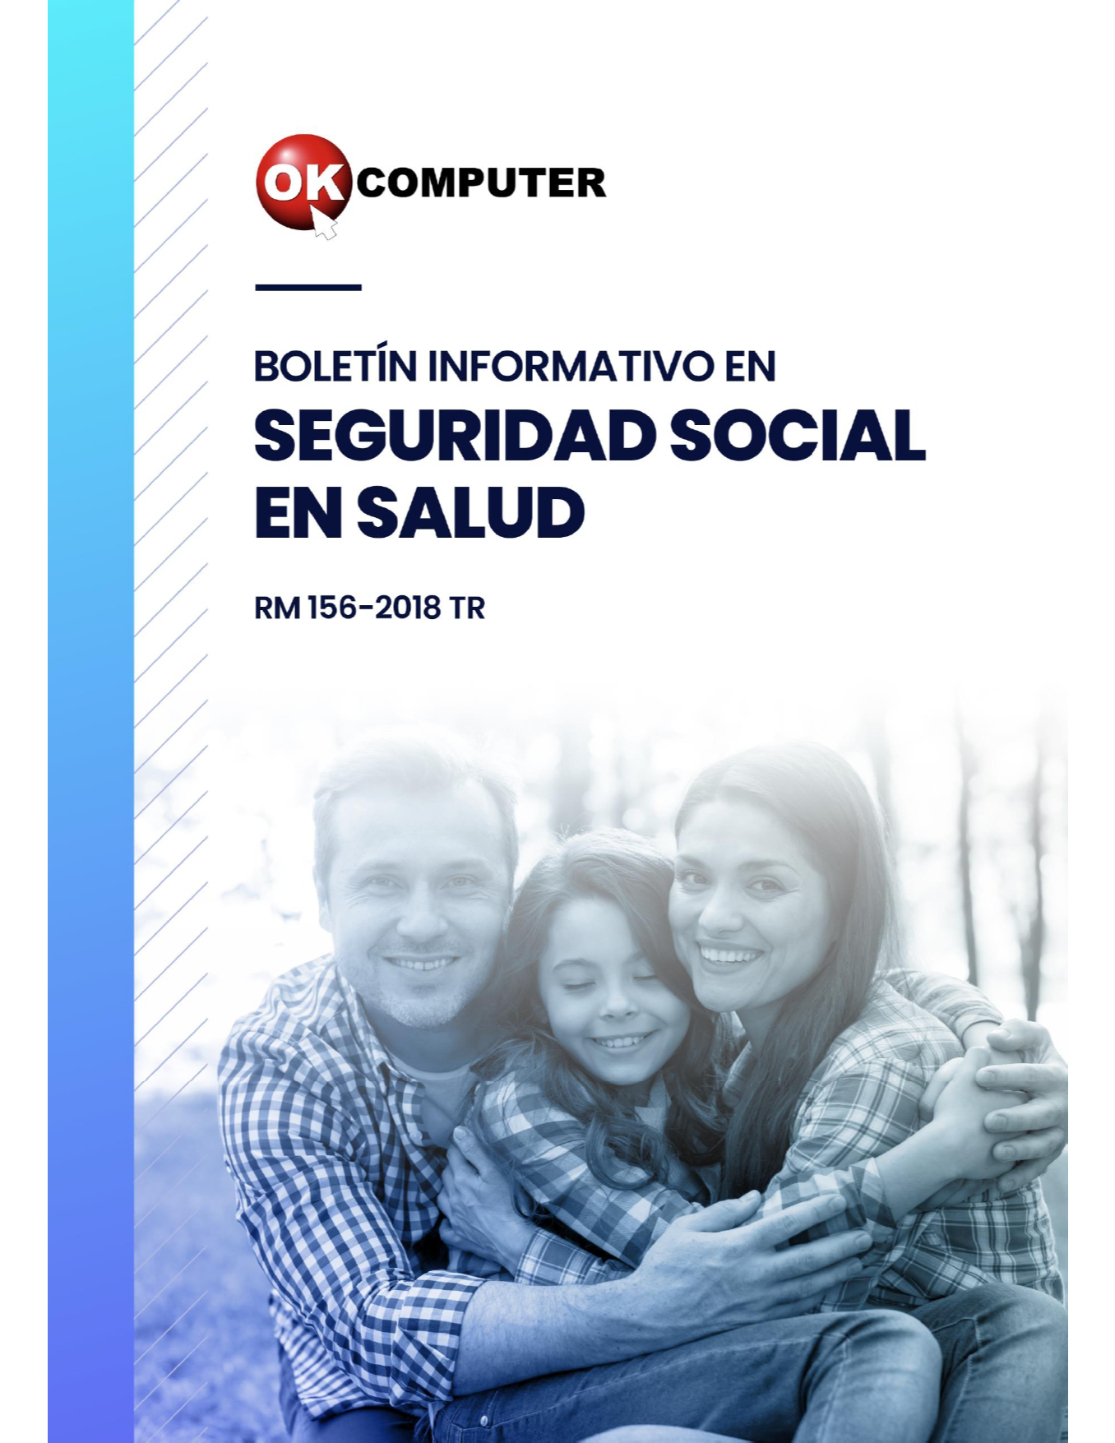 OK COMPUTER
BOLETÍN INFORMATIVO EN
SEGURIDAD SOCIAL
EN SALUD
RM 156-2018 TR